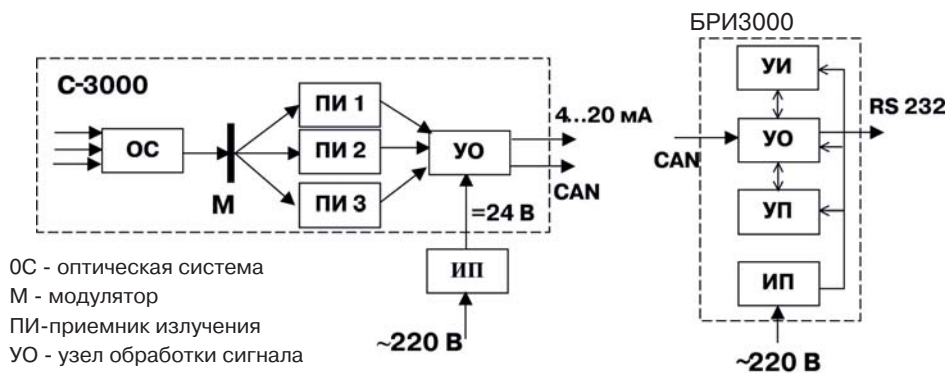 БРИ3000
С-3000
ПИ 1
ПИ 2
ПИ 3
ОС
М
УО
4...20 мА
CAN
=24 В
ИП
~220 В
УИ
УО
УП
ИП
CAN
RS 232
~220 В
0С - оптическая система
М - модулятор
ПИ-приемник излучения
УО - узел обработки сигнала